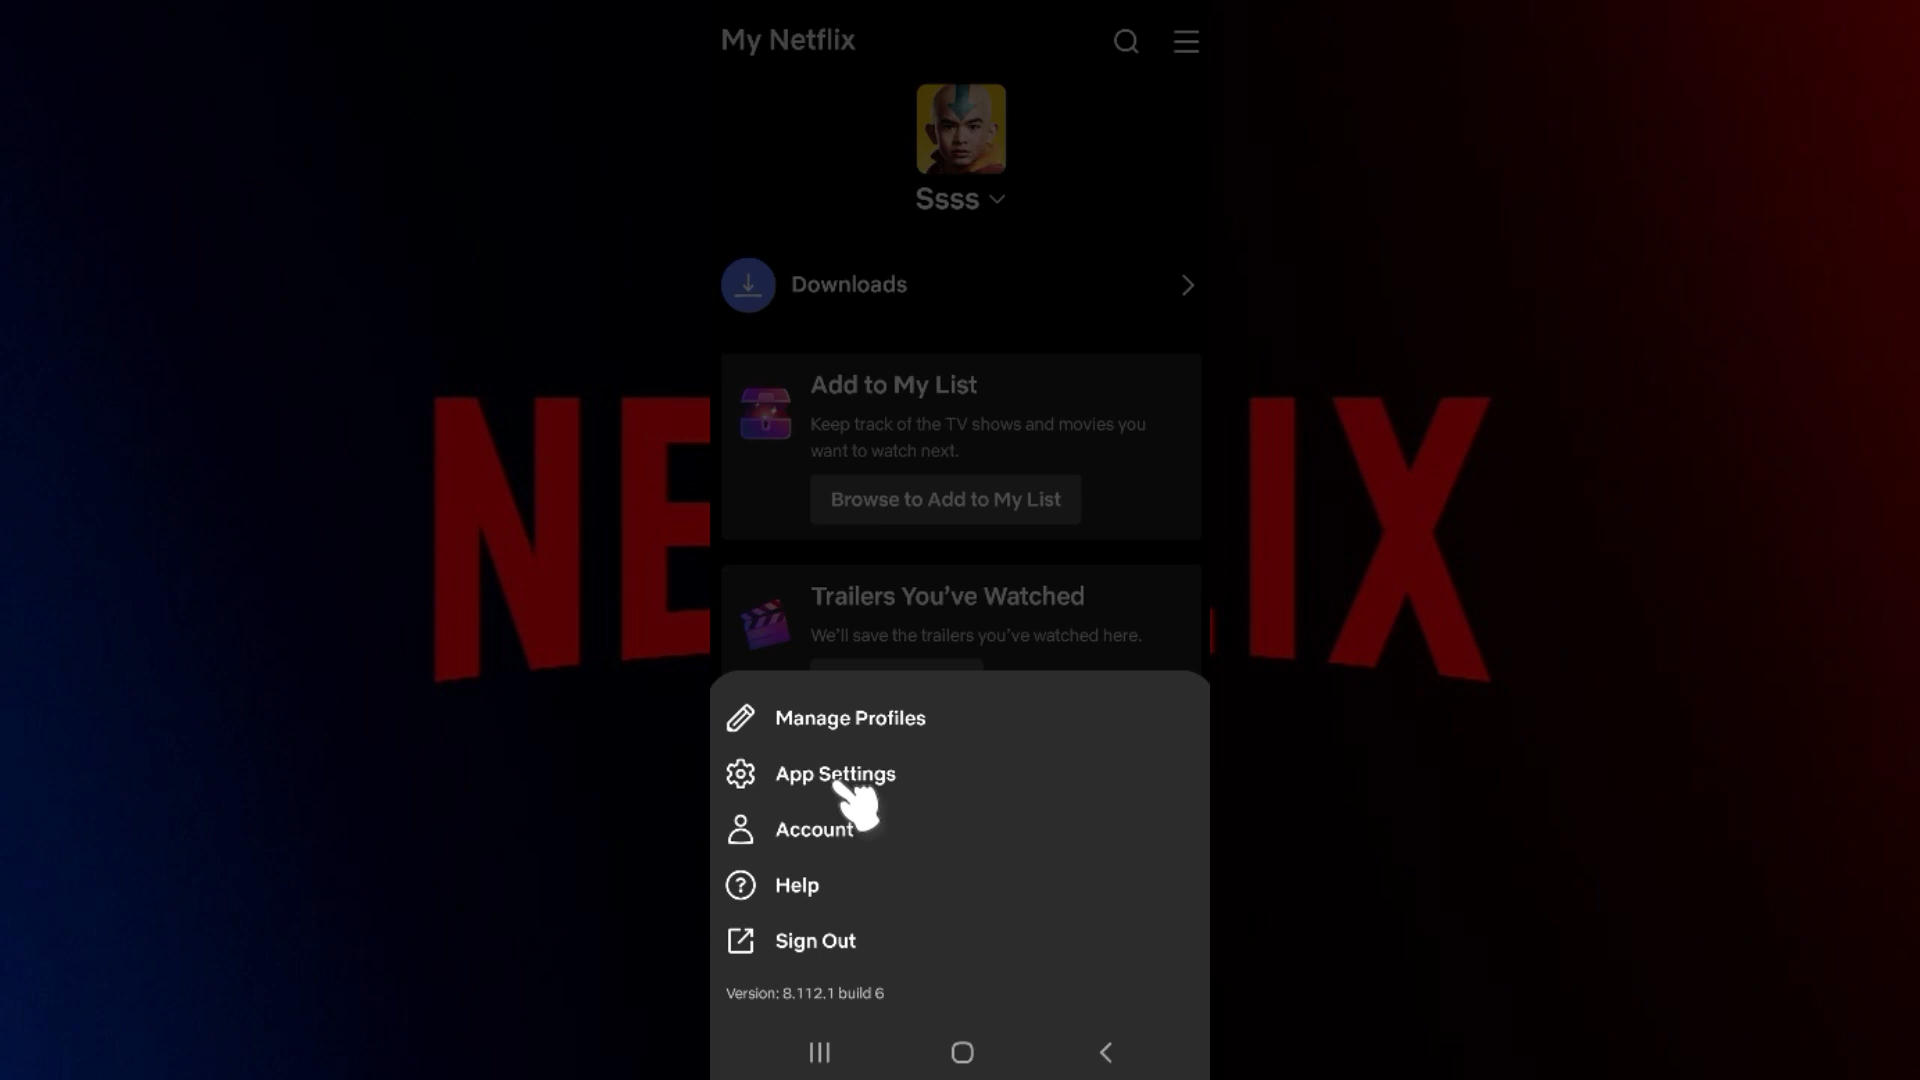 My Netflix
Ssss
Downloads
Add to My List
Keep track of the TV shows and movies you
want to watch next.
Browse to Add to My List
NE IX
Trailers You've Watched
We'll save the trailers you've watched here.
Manage Profiles
App Settings
Account
Help
Sign Out
Version: 8.112.1 build 6